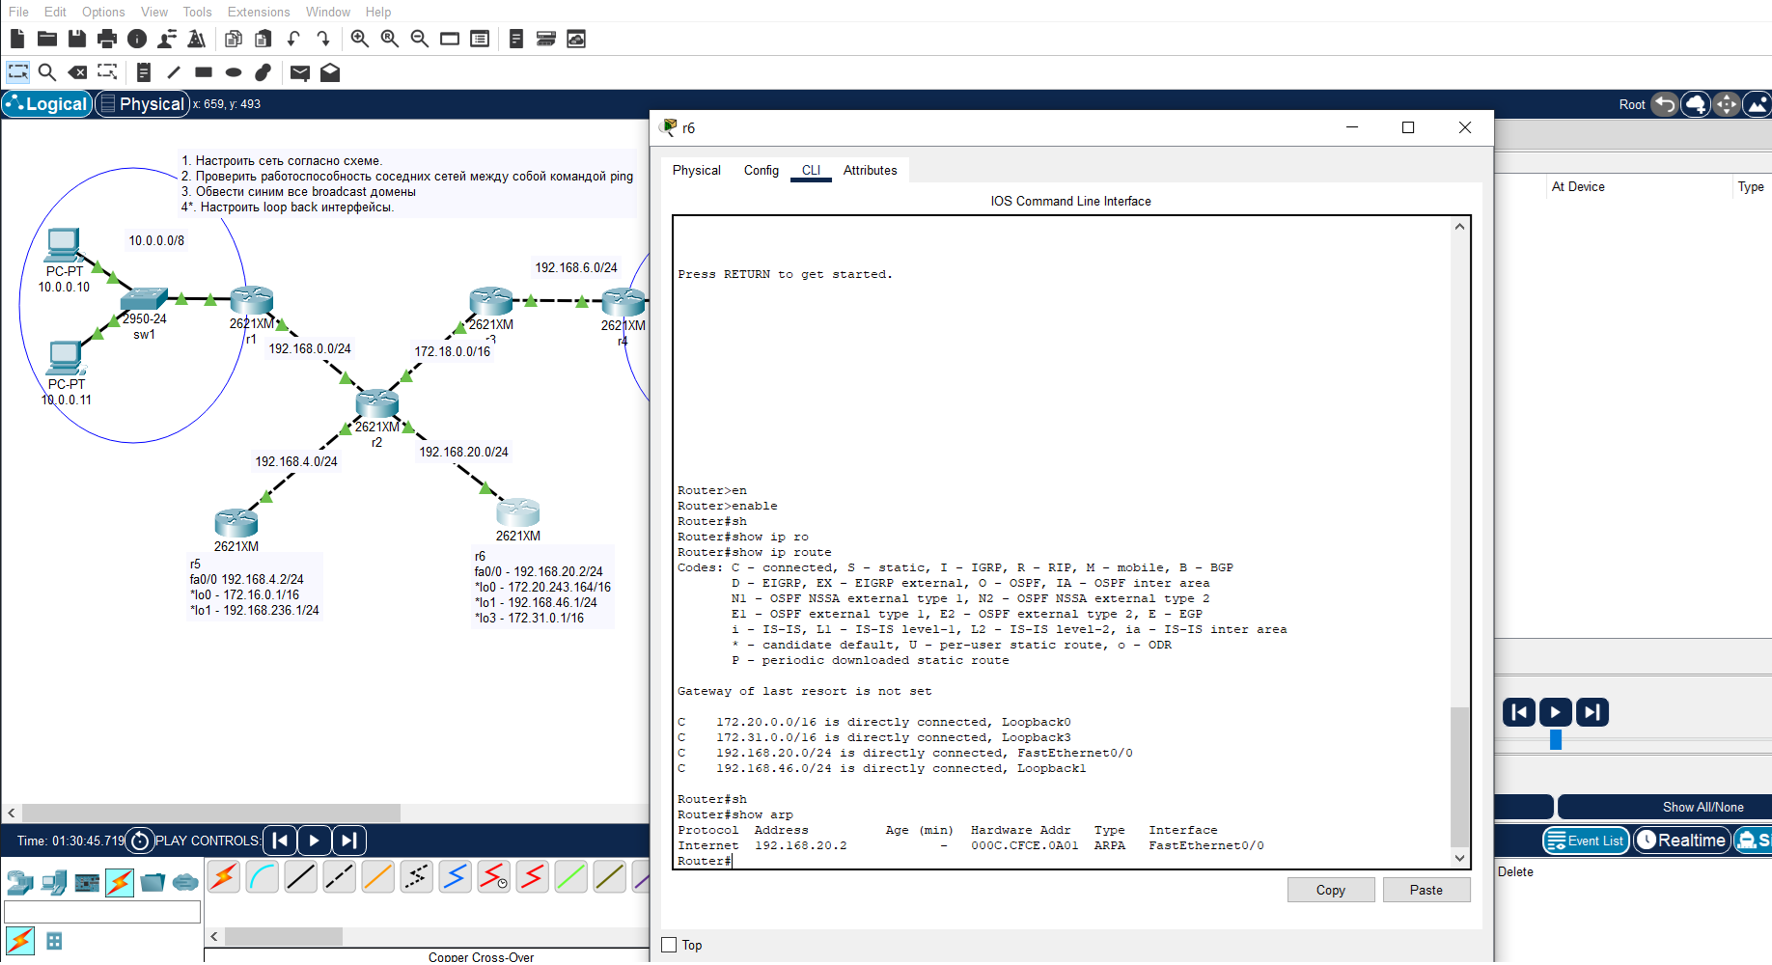 File Edit Options View Tools Extensions Window Help
Logical Physical x: 659, y: 493
Root
1. Настроить сеть согласно схеме.
2. Проверить работоспособность соседних сетей между собой командой ping
3. Обвести синим все broadcast домены
4*. Настроить loop back интерфейсы.
10.0.0.0/8
PC-PT
10.0.0.10
2950-24
sw1
PC-PT
10.0.0.11
2621XM
r1
192.168.0.0/24
192.168.6.0/24
2621XM
r3
2621XM
r4
172.18.0.0/16
2621XM
r2
192.168.4.0/24
192.168.20.0/24
2621XM
r5
fa0/0 192.168.4.2/24
*lo0 - 172.16.0.1/16
*lo1 - 192.168.236.1/24
2621XM
r6
fa0/0 - 192.168.20.2/24
*lo0 - 172.20.243.164/16
*lo1 - 192.168.46.1/24
*lo3 - 172.31.0.1/16
r6
Physical Config CLI Attributes
IOS Command Line Interface
Press RETURN to get started.
Router>en
Router>enable
Router#sh
Router#show ip ro
Router#show ip route
Codes: C - connected, S - static, I - IGRP, R - RIP, M - mobile, B - BGP
D - EIGRP, EX - EIGRP external, O - OSPF, IA - OSPF inter area
N1 - OSPF NSSA external type 1, N2 - OSPF NSSA external type 2
E1 - OSPF external type 1, E2 - OSPF external type 2, E - EGP
i - IS-IS, L1 - IS-IS level-1, L2 - IS-IS level-2, ia - IS-IS inter area
* - candidate default, U - per-user static route, o - ODR
P - periodic downloaded static route
Gateway of last resort is not set
C 172.20.0.0/16 is directly connected, Loopback0
C 172.31.0.0/16 is directly connected, Loopback3
C 192.168.20.0/24 is directly connected, FastEthernet0/0
C 192.168.46.0/24 is directly connected, Loopback1
Router#sh
Router#show arp
Protocol Address Age (min) Hardware Addr Type Interface
Internet 192.168.20.2 - 000C.CFCE.0A01 ARPA FastEthernet0/0
Router#
Copy Paste
Top
At Device Type
Show All/None
Event List Realtime Si
Delete
Time: 01:30:45.719 PLAY CONTROLS:
Copper Cross-Over